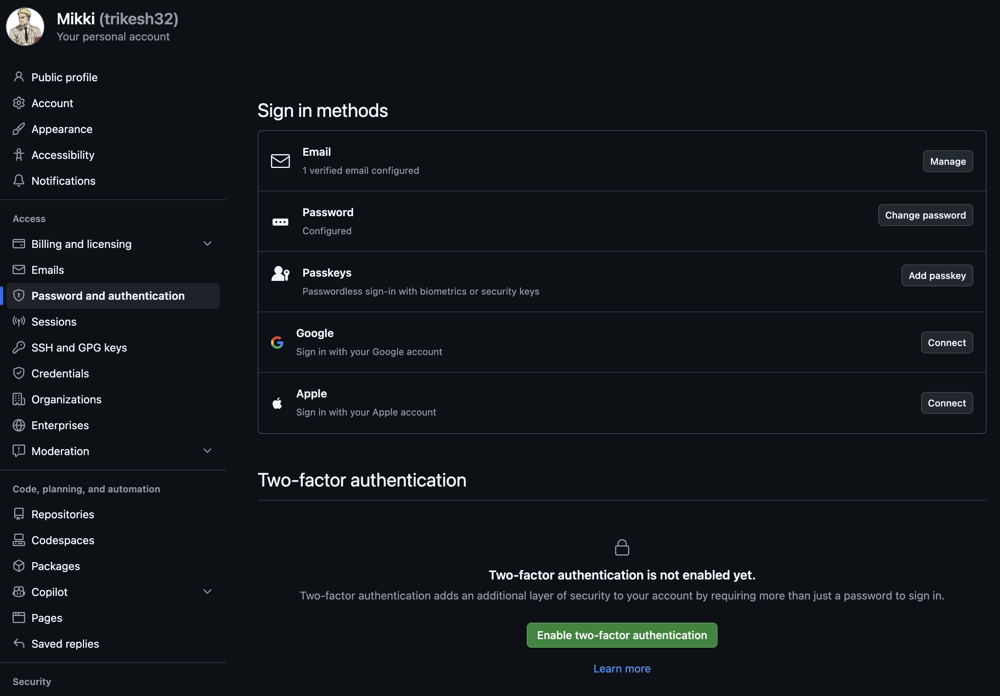 Mikki (trikesh32)
Your personal account
Public profile
Account
Appearance
Accessibility
Notifications
Access
Billing and licensing
Emails
Password and authentication
Sessions
SSH and GPG keys
Credentials
Organizations
Enterprises
Moderation
Code, planning, and automation
Repositories
Codespaces
Packages
Copilot
Pages
Saved replies
Security
Sign in methods
Email
1 verified email configured
Manage
Password
Configured
Change password
Passkeys
Passwordless sign-in with biometrics or security keys
Add passkey
Google
Sign in with your Google account
Connect
Apple
Sign in with your Apple account
Connect
Two-factor authentication
Two-factor authentication is not enabled yet.
Two-factor authentication adds an additional layer of security to your account by requiring more than just a password to sign in.
Enable two-factor authentication
Learn more